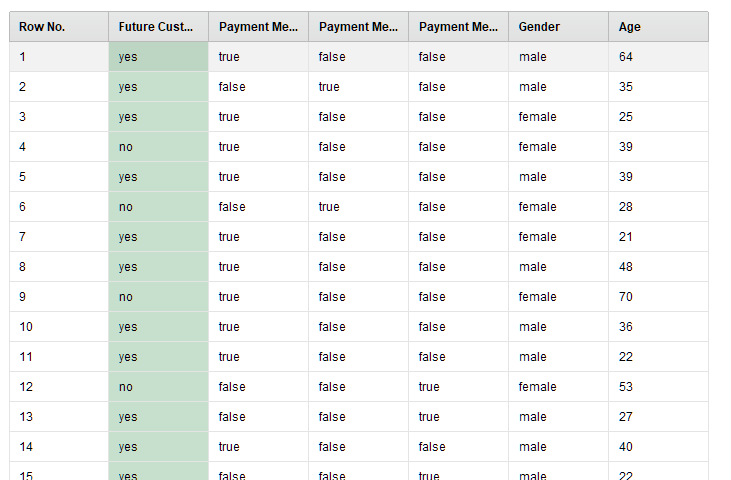 Row No. Future Cust... Payment Me... Payment Me... Payment Me... Gender Age
1 yes true false false male 64
2 yes false true false male 35
3 yes true false false female 25
4 no true false false female 39
5 yes true false false male 39
6 no false true false female 28
7 yes true false false female 21
8 yes true false false male 48
9 no true false false female 70
10 yes true false false male 36
11 yes true false false male 22
12 no false false true female 53
13 yes false false true male 27
14 yes true false false male 40
15 yes false false true male 22